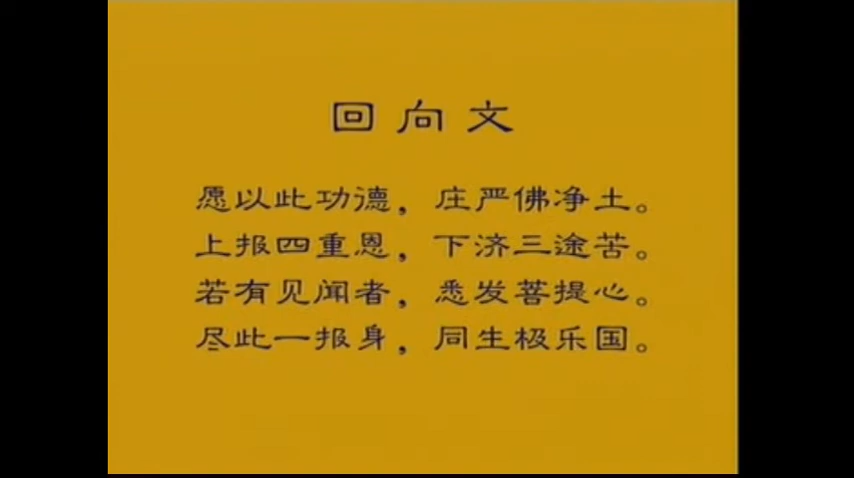 回向文
愿以此功德，庄严佛净土。
上报四重恩，下济三途苦。
若有见闻者，悉发菩提心。
尽此一报身，同生极乐国。